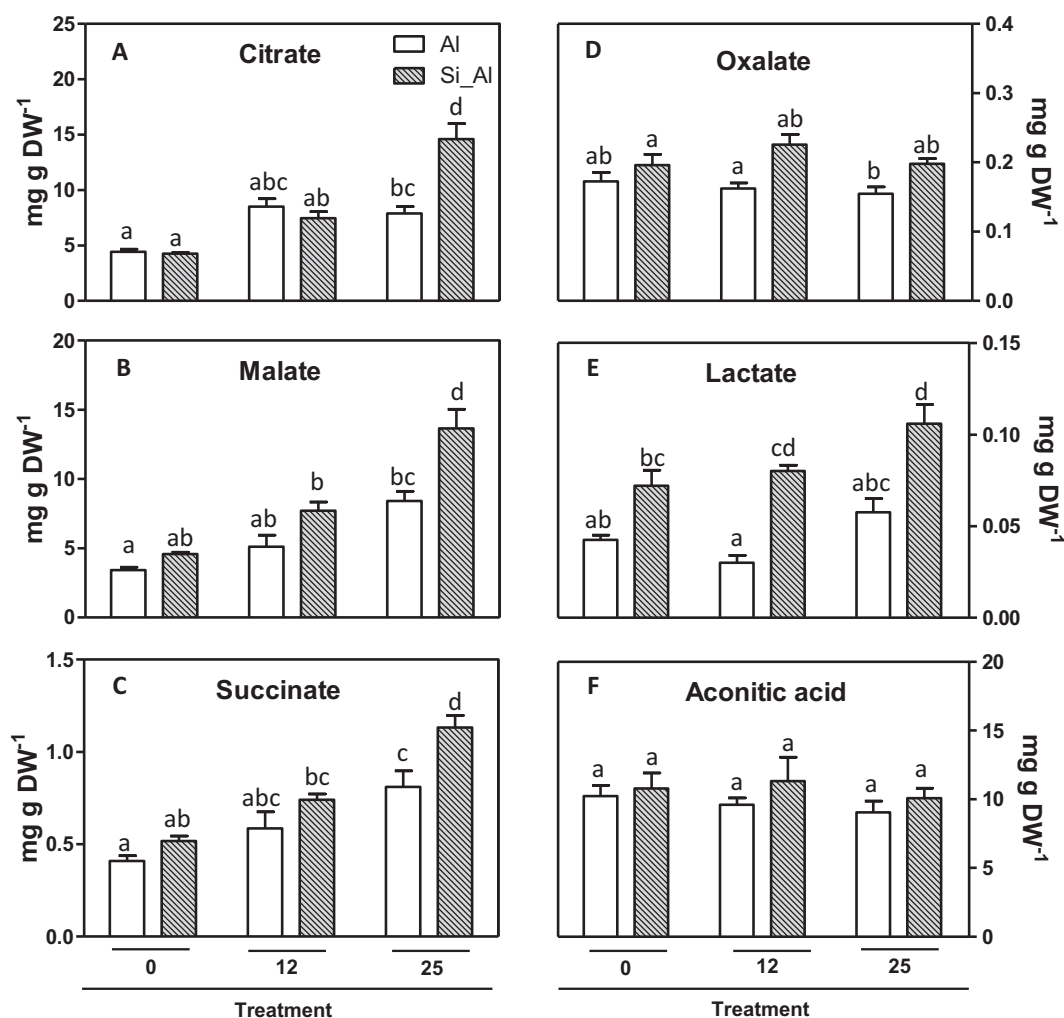 A
Citrate
Al
Si_Al
25
20
15
10
5
0
mg g DW-1
a
a
abc
ab
bc
d
D
Oxalate
0.4
0.3
0.2
0.1
0.0
mg g DW-1
ab
a
a
ab
b
ab
B
Malate
20
15
10
5
0
mg g DW-1
a
a
ab
b
bc
d
E
Lactate
0.15
0.10
0.05
0.00
mg g DW-1
ab
bc
a
cd
abc
d
C
Succinate
1.5
1.0
0.5
0.0
mg g DW-1
a
ab
abc
bc
c
d
0
12
25
Treatment
F
Aconitic acid
20
15
10
5
0
mg g DW-1
a
a
a
a
a
a
0
12
25
Treatment